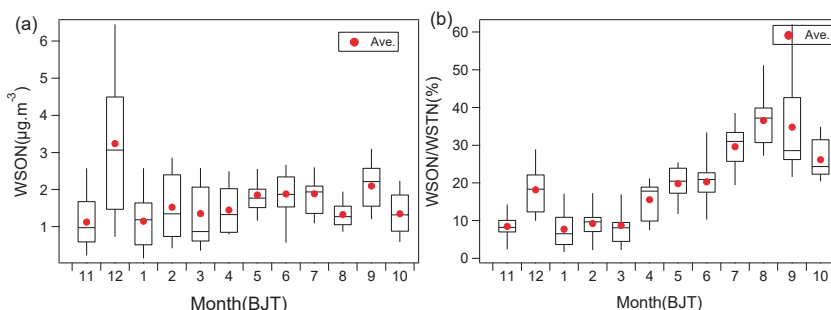 (a)
Ave.
WSON(μg.m-3)
6
5
4
3
2
1
11 12 1 2 3 4 5 6 7 8 9 10
Month(BJT)
(b)
Ave.
WSON/WSTN(%)
60
50
40
30
20
10
0
11 12 1 2 3 4 5 6 7 8 9 10
Month(BJT)